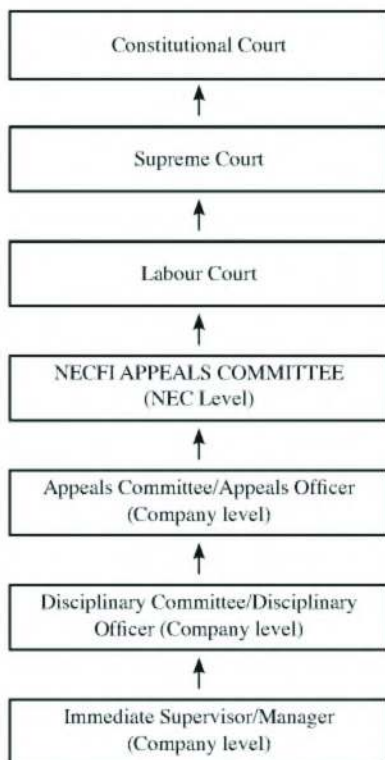 Constitutional Court
Supreme Court
Labour Court
NECFI APPEALS COMMITTEE
(NEC Level)
Appeals Committee/Appeals Officer
(Company level)
Disciplinary Committee/Disciplinary
Officer (Company level)
Immediate Supervisor/Manager
(Company level)